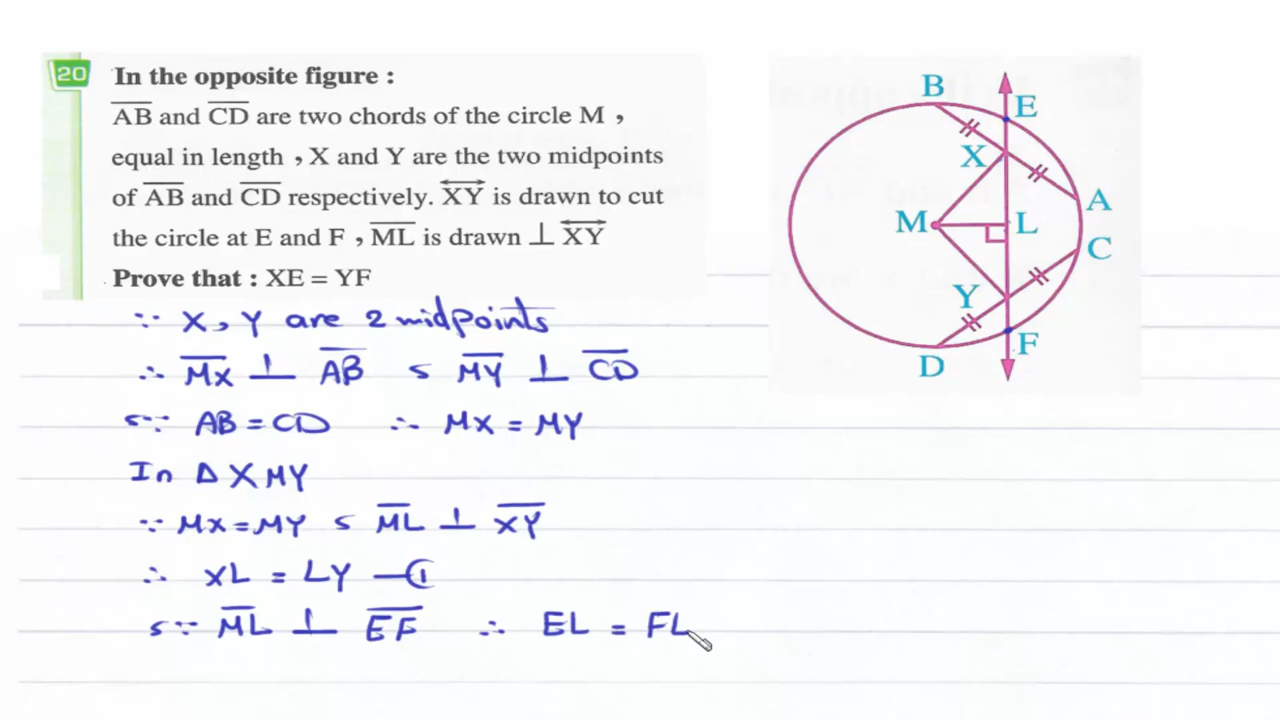 20 In the opposite figure :
AB and CD are two chords of the circle M ,
equal in length , X and Y are the two midpoints
of AB and CD respectively. XY is drawn to cut
the circle at E and F , ML is drawn ⊥ XY
Prove that : XE = YF
B
E
X
A
M
L
C
Y
D
F
∵ X, Y are 2 midpoints
∴ MX ⊥ AB , MY ⊥ CD
, ∵ AB = CD ∴ MX = MY
In Δ XMY
∵ MX = MY , ML ⊥ XY
∴ XL = LY —①
, ∵ ML ⊥ EF ∴ EL = FL